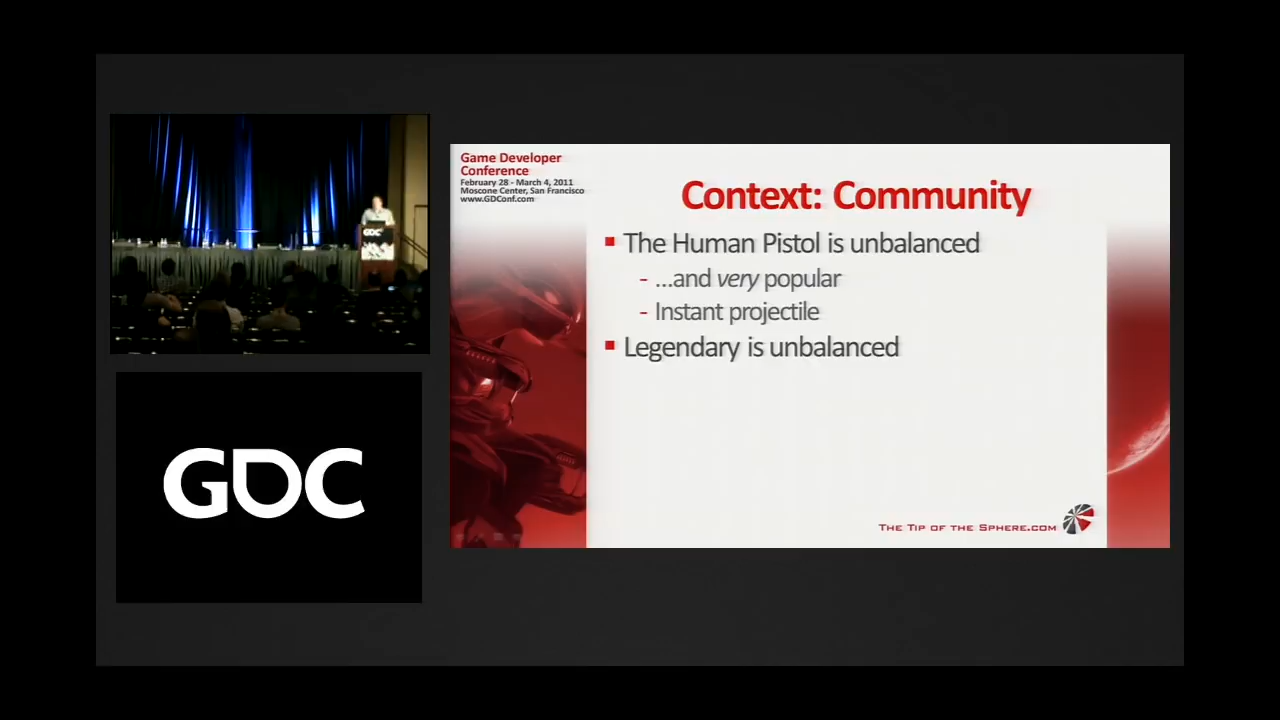 Game Developer
Conference
February 28 - March 4, 2011
Moscone Center, San Francisco
www.GDConf.com
Context: Community
The Human Pistol is unbalanced
- …and very popular
- Instant projectile
Legendary is unbalanced
THE TIP OF THE SPHERE.COM
GDC
GDC